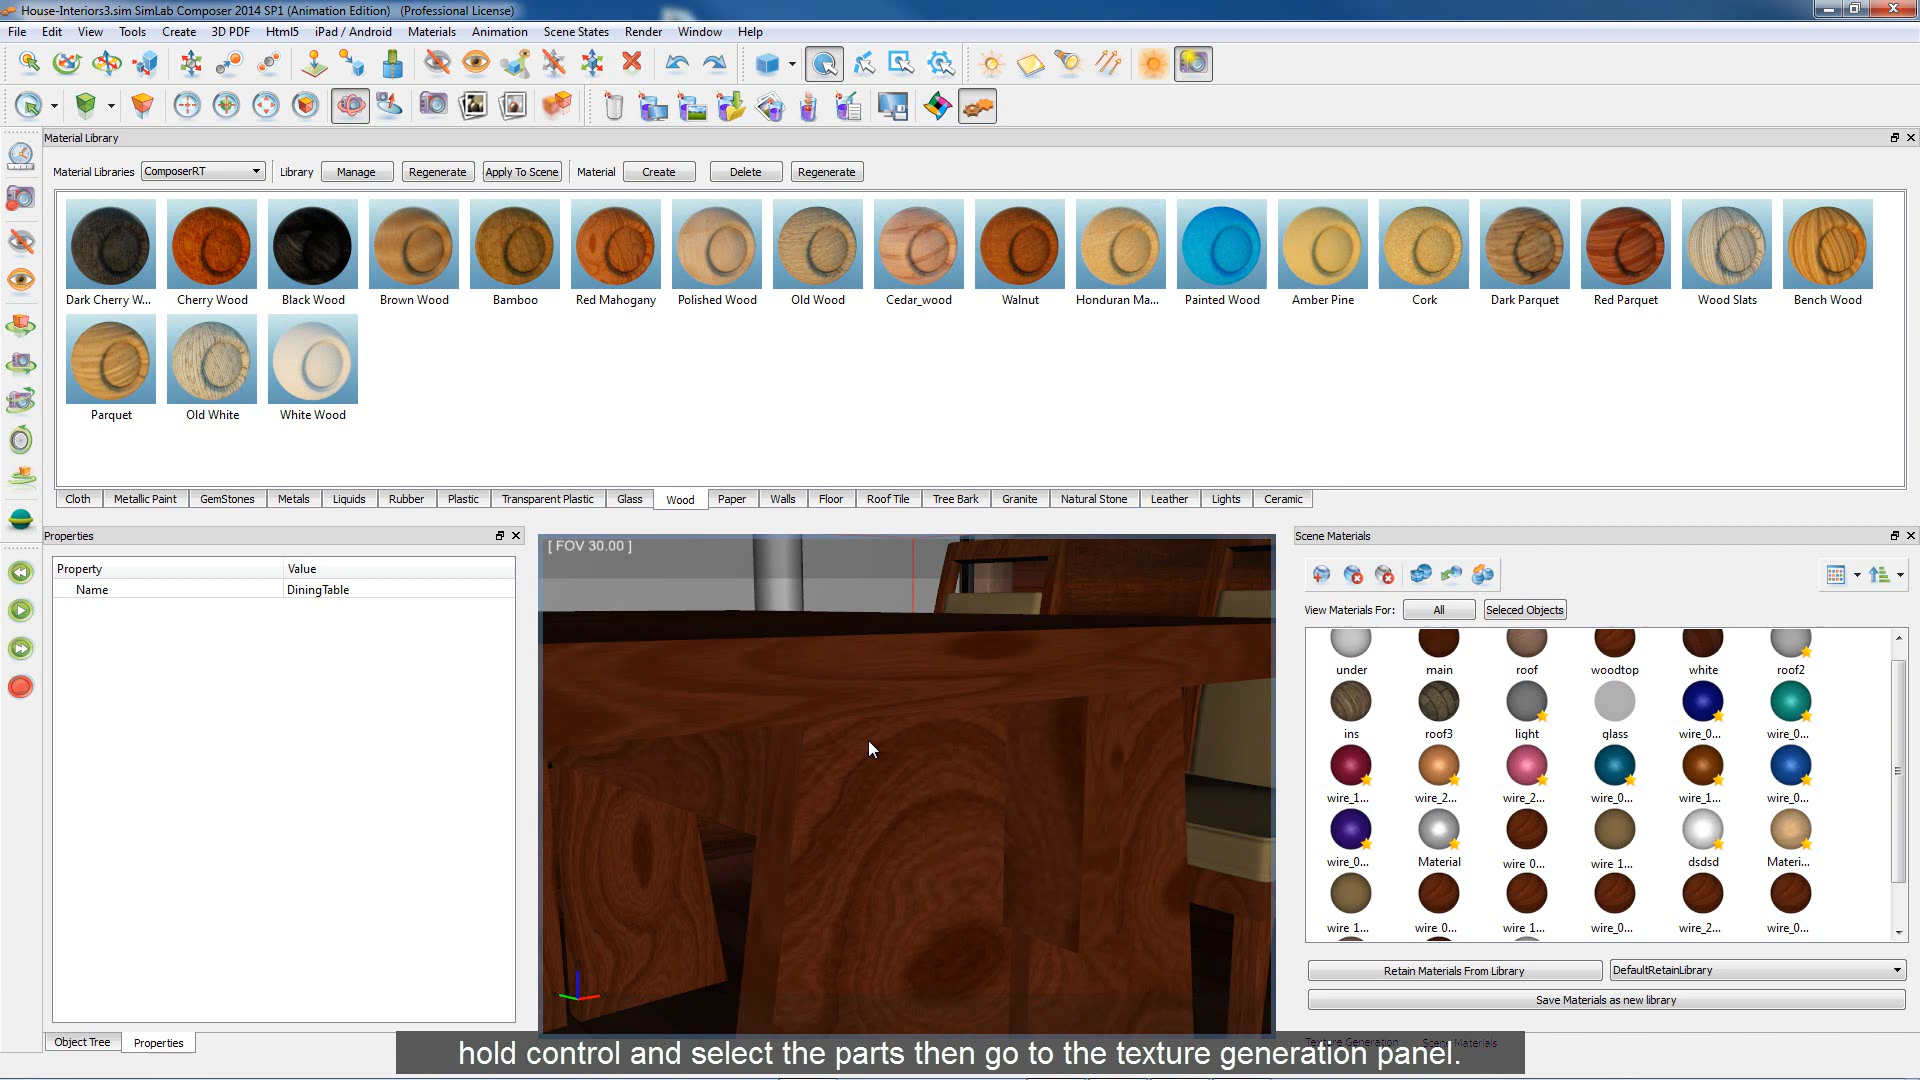 House-Interiors3.sim SimLab Composer 2014 SP1 (Animation Edition)   (Professional License)
File Edit View Tools Create 3D PDF Html5 iPad / Android Materials Animation Scene States Render Window Help
Material Library
Material Libraries ComposerRT Library Manage Regenerate Apply To Scene Material Create Delete Regenerate
Dark Cherry W... Cherry Wood Black Wood Brown Wood Bamboo Red Mahogany Polished Wood Old Wood Cedar_wood Walnut Honduran Ma... Painted Wood Amber Pine Cork Dark Parquet Red Parquet Wood Slats Bench Wood
Parquet Old White White Wood
Cloth Metallic Paint GemStones Metals Liquids Rubber Plastic Transparent Plastic Glass Wood Paper Walls Floor Roof Tile Tree Bark Granite Natural Stone Leather Lights Ceramic
Properties
Property Value
Name DiningTable
Object Tree Properties
[ FOV 30.00 ]
Scene Materials
View Materials For: All Seleced Objects
under main roof woodtop white roof2
ins roof3 light glass wire_0... wire_0...
wire_1... wire_2... wire_2... wire_0... wire_1... wire_0...
wire_0... Material wire 0... wire 1... dsdsd Materi...
wire 1... wire 0... wire 1... wire_0... wire_2... wire_0...
Retain Materials From Library DefaultRetainLibrary
Save Materials as new library
Texture Generation Scene Materials
hold control and select the parts then go to the texture generation panel.